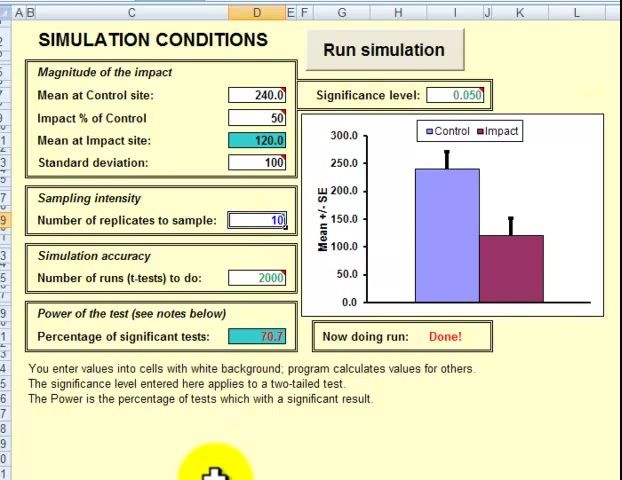 A B C D E F G H I J K L
SIMULATION CONDITIONS
Run simulation
Magnitude of the impact
Mean at Control site: 240.0
Significance level: 0.050
Impact % of Control 50
Mean at Impact site: 120.0
Standard deviation: 100
Sampling intensity
Number of replicates to sample: 10
Simulation accuracy
Number of runs (t-tests) to do: 2000
Power of the test (see notes below)
Percentage of significant tests: 70.7
Control Impact
Mean +/- SE
300.0
250.0
200.0
150.0
100.0
50.0
0.0
Now doing run: Done!
You enter values into cells with white background; program calculates values for others.
The significance level entered here applies to a two-tailed test.
The Power is the percentage of tests which with a significant result.